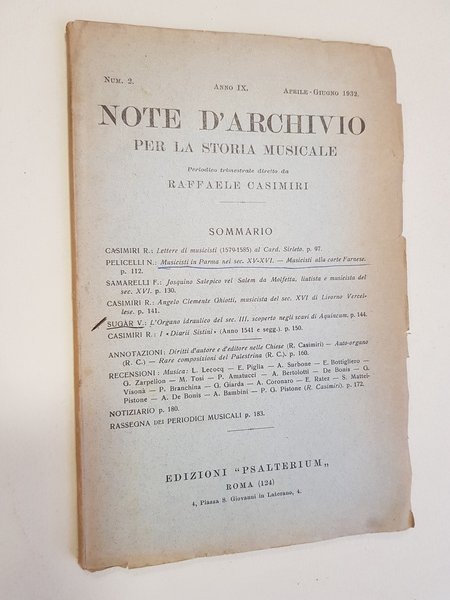 Num. 2. Anno IX. Aprile - Giugno 1932.
NOTE D'ARCHIVIO
PER LA STORIA MUSICALE
Periodico trimestrale diretto da
RAFFAELE CASIMIRI
SOMMARIO
CASIMIRI R.: Lettere di musicisti (1579-1585) al Card. Sirleto. p. 97.
PELICELLI N.: Musicisti in Parma nei sec. XV-XVI. — Musicisti alla corte Farnese.
p. 112.
SAMARELLI F.: Josquino Salepico vel Salem da Molfetta, liutista e musicista del
sec. XVI. p. 130.
CASIMIRI R.: Angelo Clemente Ghiotti, musicista del sec. XVI di Livorno Vercel-
lese. p. 141.
SUGÀR V.: L'Organo idraulico del sec. III. scoperto negli scavi di Aquincum. p. 144.
CASIMIRI R.: I «Diarii Sistini» (Anno 1541 e segg.). p. 150.
ANNOTAZIONI: Diritti d'autore e d'editore nelle Chiese (R. Casimiri) — Auto-organo
(R. C.) — Rare composizioni del Palestrina (R. C.). p. 160.
RECENSIONI: Musica: L. Lecocq — E. Piglia — A. Surbone — E. Bottigliero —
G. Zarpellon — M. Tosi — P. Amatucci — A. Bertolotti — De Bonis — G.
Visonà — P. Branchina — G. Giarda — A. Coronaro — E. Ratez — S. Mattei-
Pistone — A. De Bonis — A. Bambini — P. G. Pistone (R. Casimiri). p. 172.
NOTIZIARIO p. 180.
RASSEGNA DEI PERIODICI MUSICALI p. 183.
EDIZIONI "PSALTERIUM„
ROMA (124)
4, Piazza S. Giovanni in Laterano, 4.